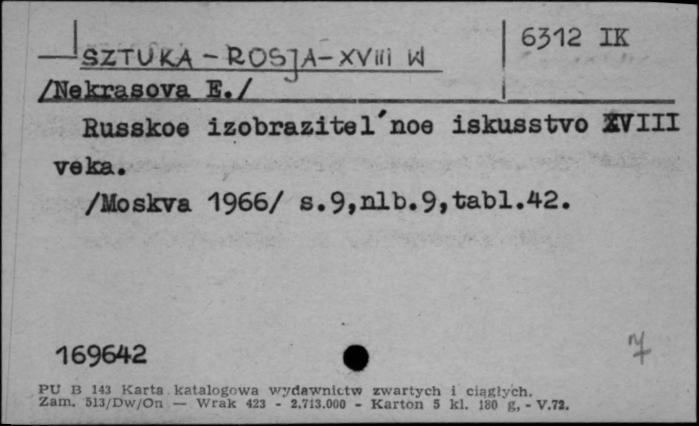 SZTUKA - ROSJA - XVIII W
6312 IK
/Nekrasova E./
Russkoe izobrazitel'noe iskusstvo XVIII
veka.
/Moskva 1966/ s.9,nlb.9,tabl.42.
169642
7
PU B 143 Karta katalogowa wydawnictw zwartych i ciągłych.
Zam. 513/Dw/On — Wrak 423 - 2.713.000 - Karton 5 kl. 180 g, - V.72.